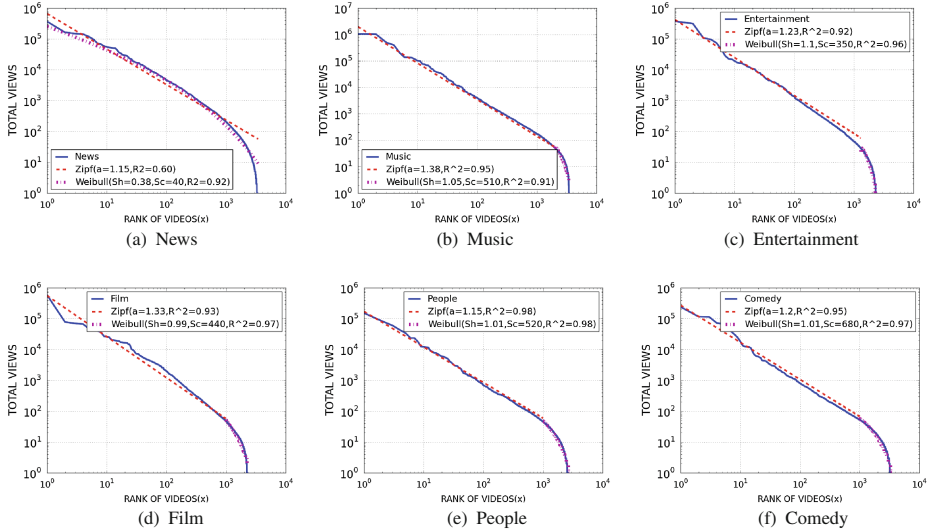 TOTAL VIEWS
10^6
10^5
10^4
10^3
10^2
10^1
10^0
News
Zipf(a=1.15,R2=0.60)
Weibull(Sh=0.38,Sc=40,R2=0.92)
10^0 10^1 10^2 10^3 10^4
RANK OF VIDEOS(x)
(a) News
TOTAL VIEWS
10^7
10^6
10^5
10^4
10^3
10^2
10^1
10^0
Music
Zipf(a=1.38,R^2=0.95)
Weibull(Sh=1.05,Sc=510,R^2=0.91)
10^0 10^1 10^2 10^3 10^4
RANK OF VIDEOS(x)
(b) Music
TOTAL VIEWS
10^6
10^5
10^4
10^3
10^2
10^1
10^0
Entertainment
Zipf(a=1.23,R^2=0.92)
Weibull(Sh=1.1,Sc=350,R^2=0.96)
10^0 10^1 10^2 10^3 10^4
RANK OF VIDEOS(x)
(c) Entertainment
TOTAL VIEWS
10^6
10^5
10^4
10^3
10^2
10^1
10^0
Film
Zipf(a=1.33,R^2=0.93)
Weibull(Sh=0.99,Sc=440,R^2=0.97)
10^0 10^1 10^2 10^3 10^4
RANK OF VIDEOS(x)
(d) Film
TOTAL VIEWS
10^6
10^5
10^4
10^3
10^2
10^1
10^0
People
Zipf(a=1.15,R^2=0.98)
Weibull(Sh=1.01,Sc=520,R^2=0.98)
10^0 10^1 10^2 10^3 10^4
RANK OF VIDEOS(x)
(e) People
TOTAL VIEWS
10^6
10^5
10^4
10^3
10^2
10^1
10^0
Comedy
Zipf(a=1.2,R^2=0.95)
Weibull(Sh=1.01,Sc=680,R^2=0.97)
10^0 10^1 10^2 10^3 10^4
RANK OF VIDEOS(x)
(f) Comedy